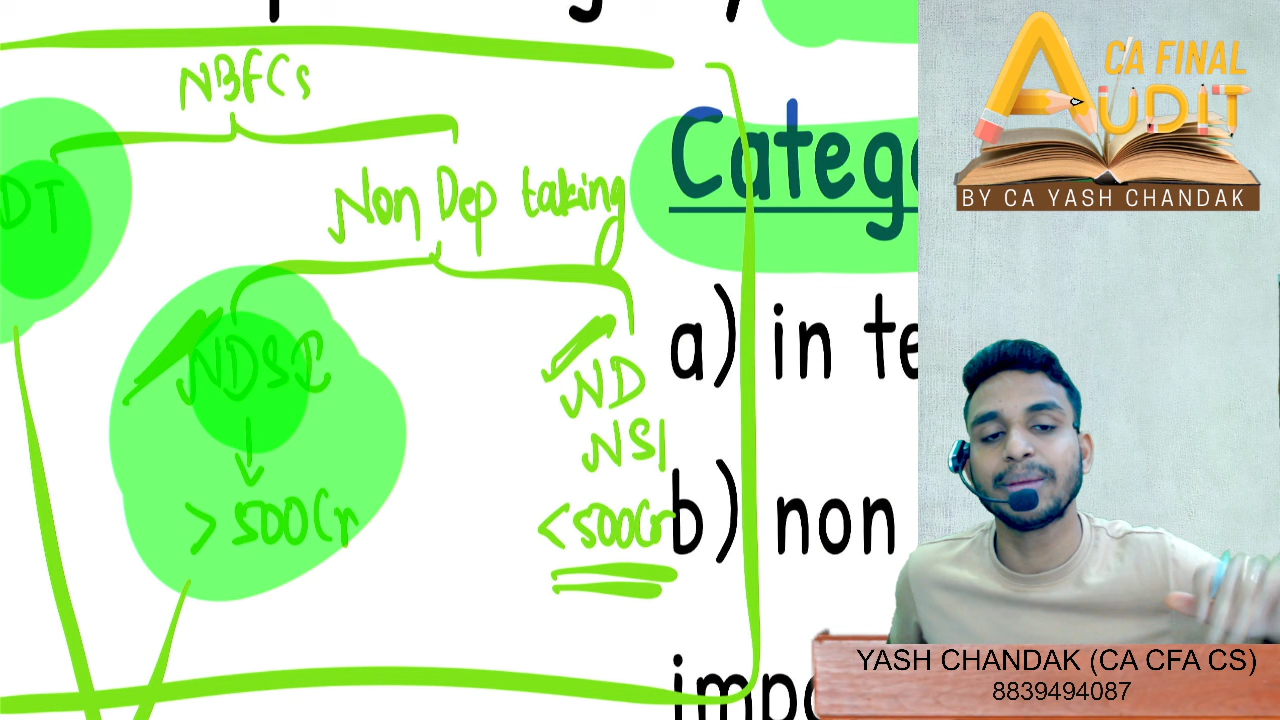 NBFCs
DT
Non Dep taking
NDSI
ND
NSI
> 500Cr
< 500Cr
Catego
a) in te
b) non
impo
CA FINAL
AUDIT
BY CA YASH CHANDAK
YASH CHANDAK (CA CFA CS)
8839494087